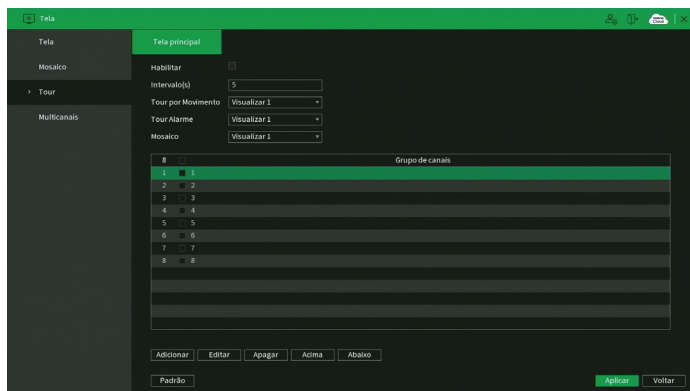 Tela
Tela
Mosaico
Tour
Multicanais
Tela principal
Habilitar
Intervalo(s) 5
Tour por Movimento Visualizar 1
Tour Alarme Visualizar 1
Mosaico Visualizar 1
8 Grupo de canais
1 1
2 2
3 3
4 4
5 5
6 6
7 7
8 8
Adicionar Editar Apagar Acima Abaixo
Padrão Aplicar Voltar